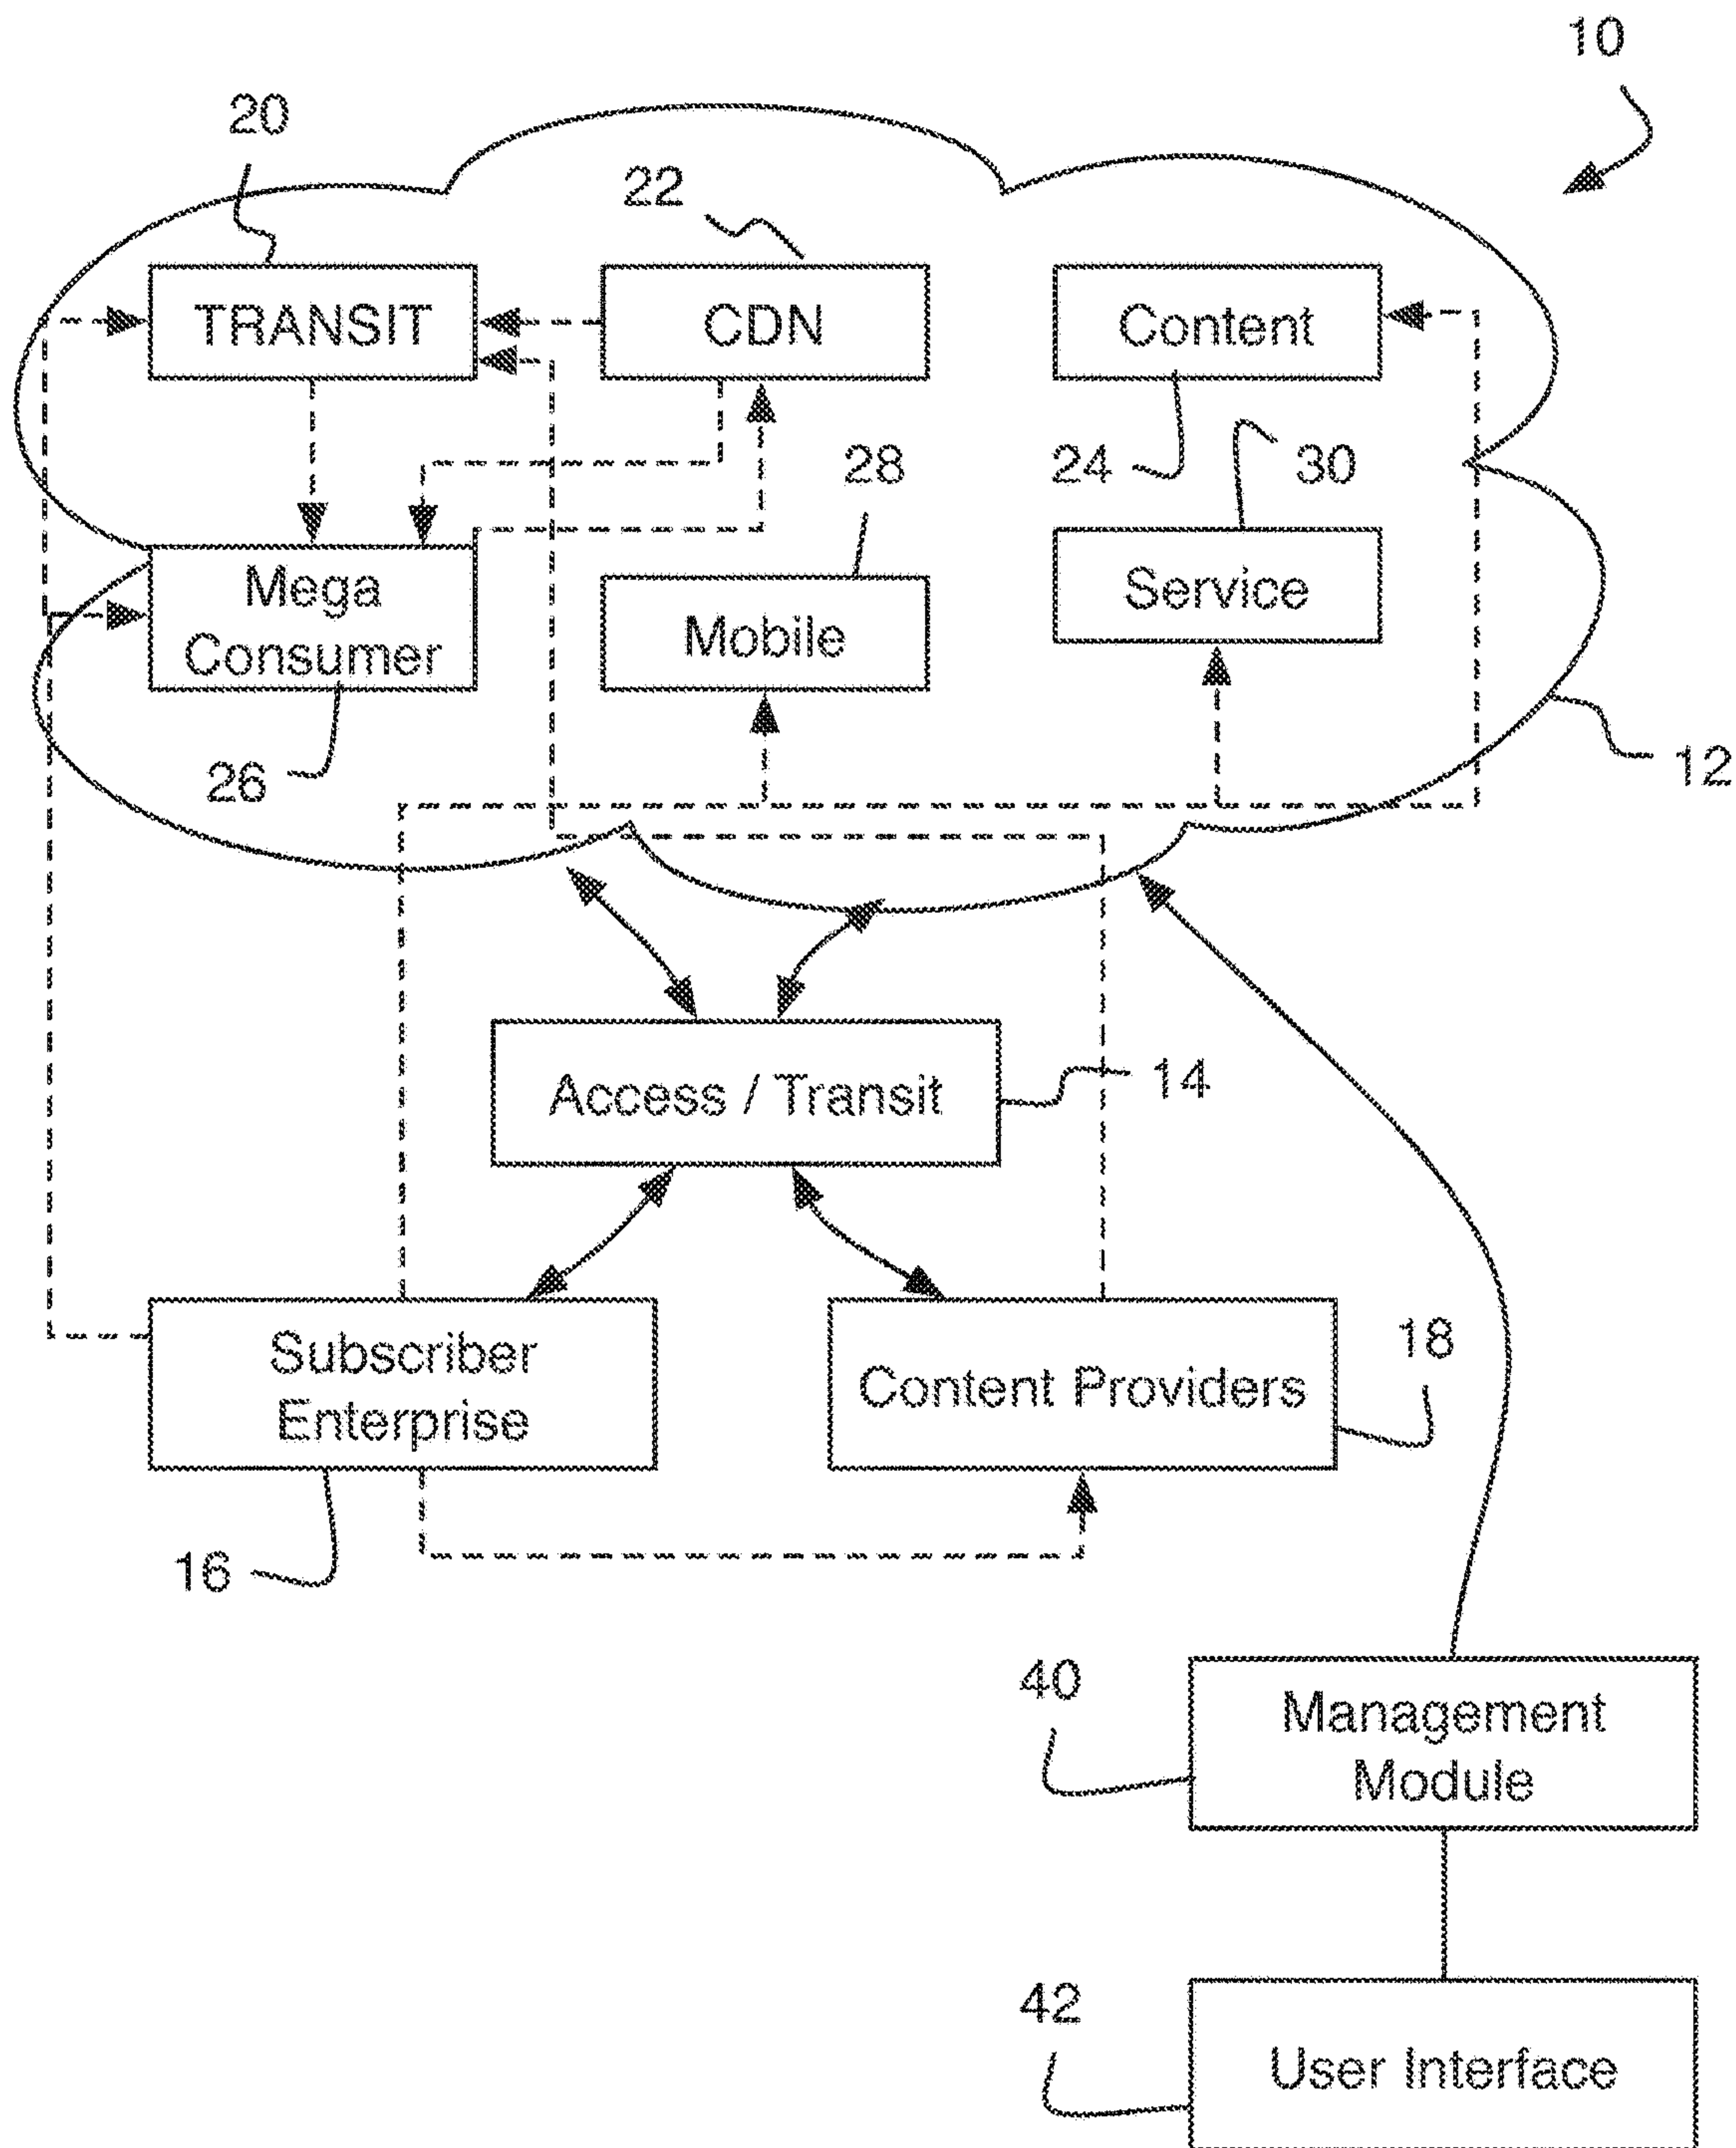 10
20
22
TRANSIT
CDN
Content
28
24
30
Mega
Consumer
Mobile
Service
26
12
Access / Transit
14
Subscriber
Enterprise
Content Providers
18
16
40
Management
Module
42
User Interface